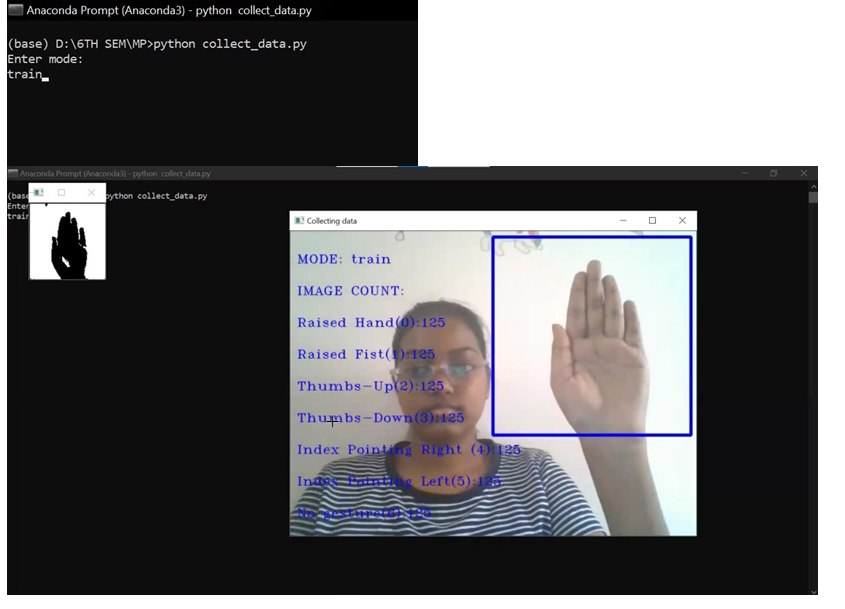 Anaconda Prompt (Anaconda3) - python collect_data.py
(base) D:\6TH SEM\MP>python collect_data.py
Enter mode:
train
Anaconda Prompt (Anaconda3) - python collect_data.py
(bas python collect_data.py
Enter
train
Collecting data
MODE: train
IMAGE COUNT:
Raised Hand(0):125
Raised Fist(1):125
Thumbs-Up(2):125
Thumbs-Down(3):125
Index Pointing Right (4):125
Index Pointing Left(5):125
No gesture(6):125